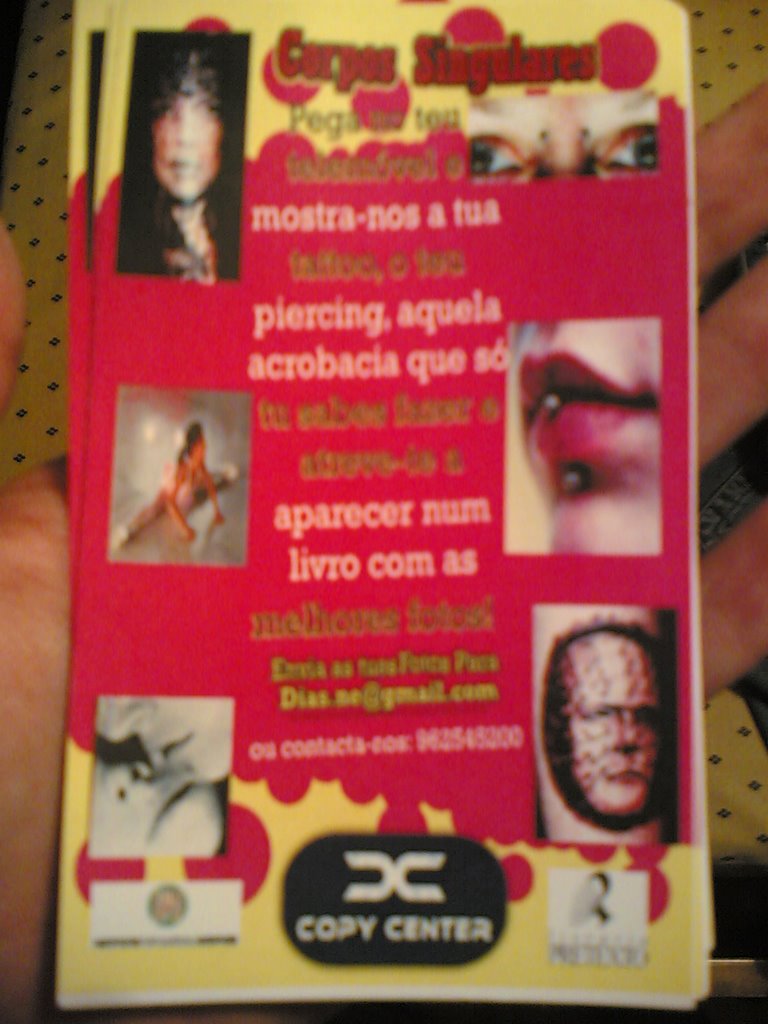 Corpos Singulares
Pega no teu
telemóvel e
mostra-nos a tua
tattoo, o teu
piercing, aquela
acrobacia que só
tu sabes fazer e
atreve-te a
aparecer num
livro com as
melhores fotos!
Envia as tuas Fotos Para
Dias.ne@gmail.com
ou contacta-nos: 962545200
COPY CENTER
PRETEXTO